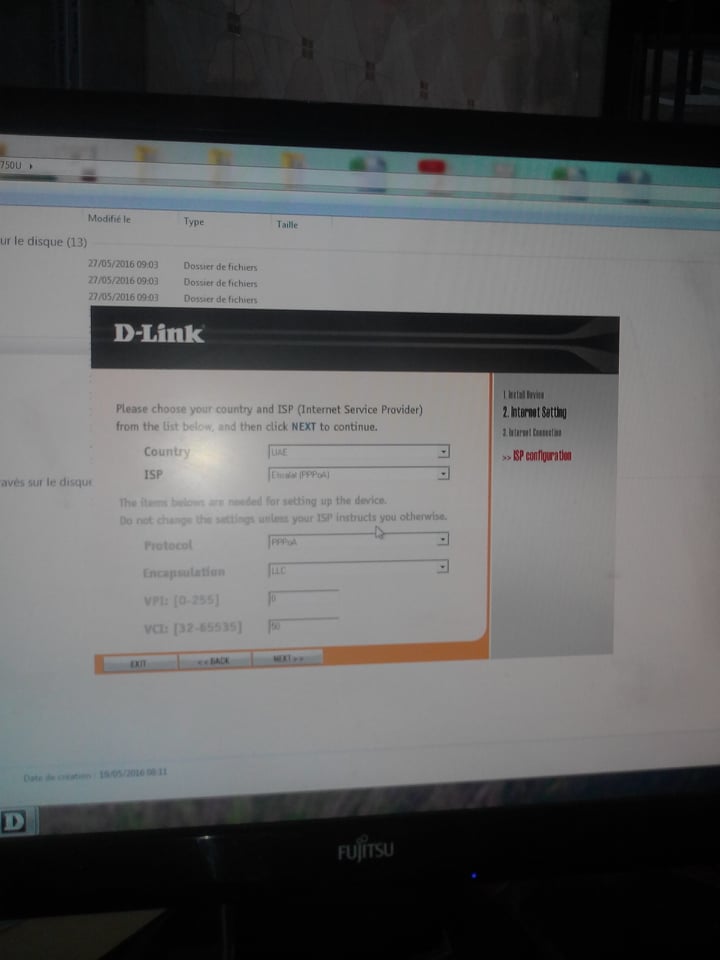 750U
Modifié le Type Taille
ur le disque (13)
27/05/2016 09:03 Dossier de fichiers
27/05/2016 09:03 Dossier de fichiers
27/05/2016 09:03 Dossier de fichiers
D-Link
Please choose your country and ISP (Internet Service Provider)
from the list below, and then click NEXT to continue.
Country UAE
ISP Etisalat (PPPoA)
The items belows are needed for setting up the device.
Do not change the settings unless your ISP instructs you otherwise.
Protocol PPPoA
Encapsulation LLC
VPI: [0-255] 0
VCI: [32-65535] 50
EXIT << BACK NEXT >>
1. Install Device
2. Internet Setting
3. Internet Connection
>> ISP configuration
avés sur le disque
Date de création : 19/05/2016 08:11
D
FUJITSU